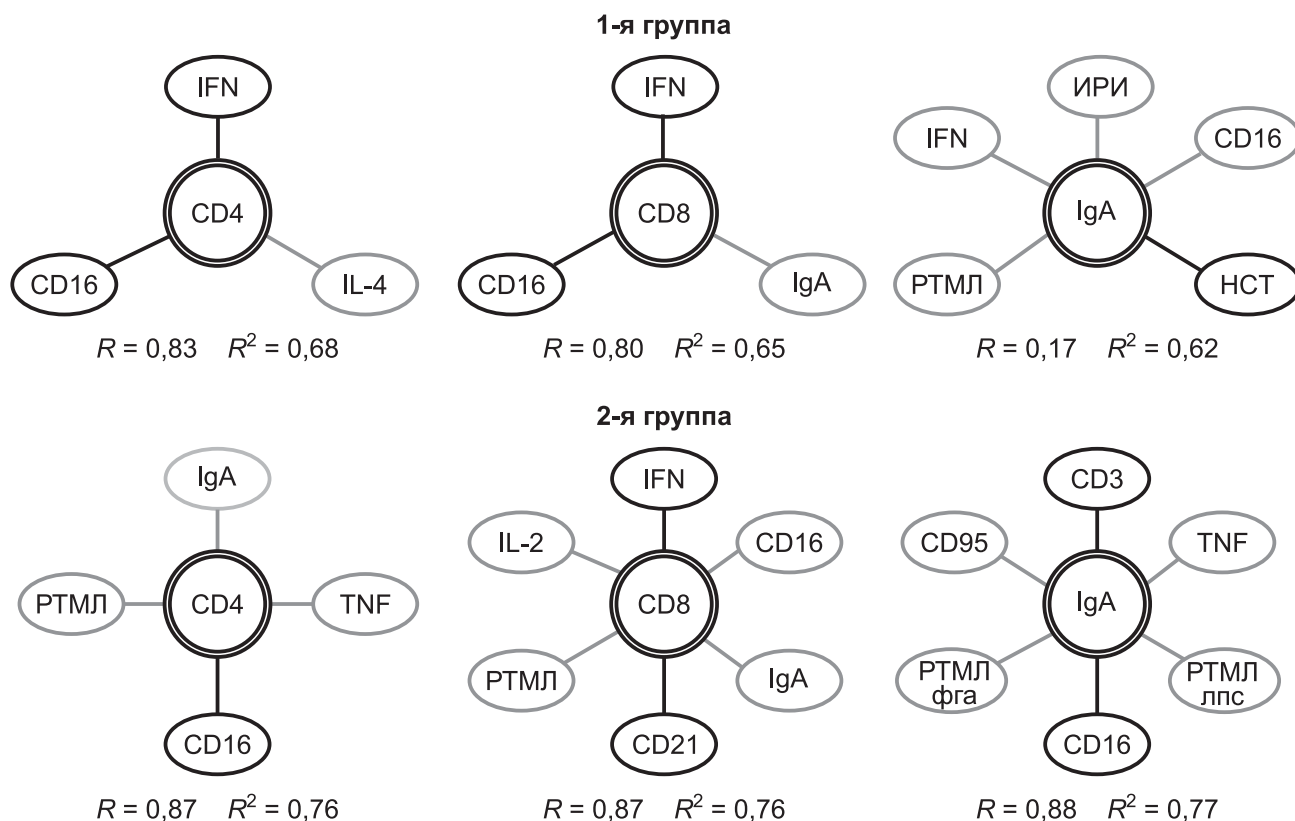 1-я группа
IFN
CD4
CD16
IL-4
R = 0,83 R² = 0,68
IFN
CD8
CD16
IgA
R = 0,80 R² = 0,65
ИРИ
IFN
CD16
IgA
РТМЛ
НСТ
R = 0,17 R² = 0,62
2-я группа
IgA
РТМЛ
CD4
TNF
CD16
R = 0,87 R² = 0,76
IFN
IL-2
CD16
CD8
РТМЛ
IgA
CD21
R = 0,87 R² = 0,76
CD3
CD95
TNF
IgA
РТМЛ
фга
РТМЛ
лпс
CD16
R = 0,88 R² = 0,77